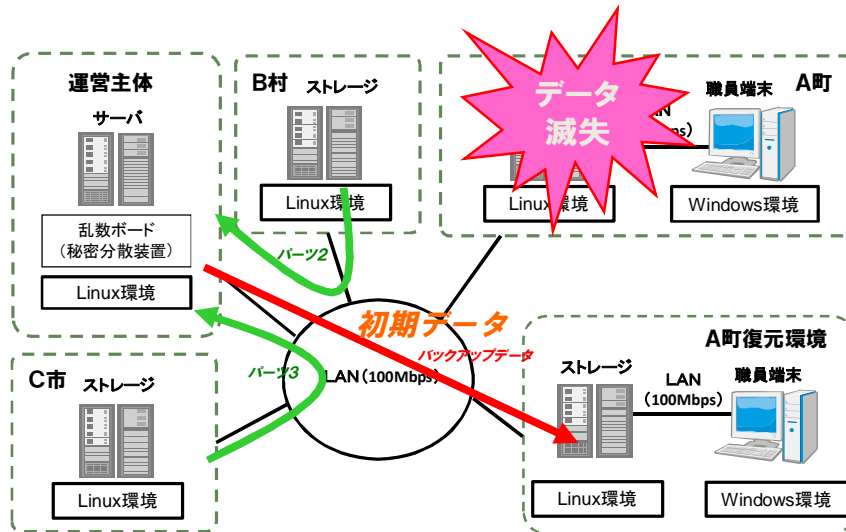 運営主体
サーバ
乱数ボード
（秘密分散装置）
Linux環境
B村
ストレージ
Linux環境
データ
滅失
職員端末
A町
Linux環境
Windows環境
パーツ2
初期データ
バックアップデータ
パーツ3
LAN（100Mbps）
C市
ストレージ
Linux環境
A町復元環境
ストレージ
LAN
（100Mbps）
職員端末
Linux環境
Windows環境